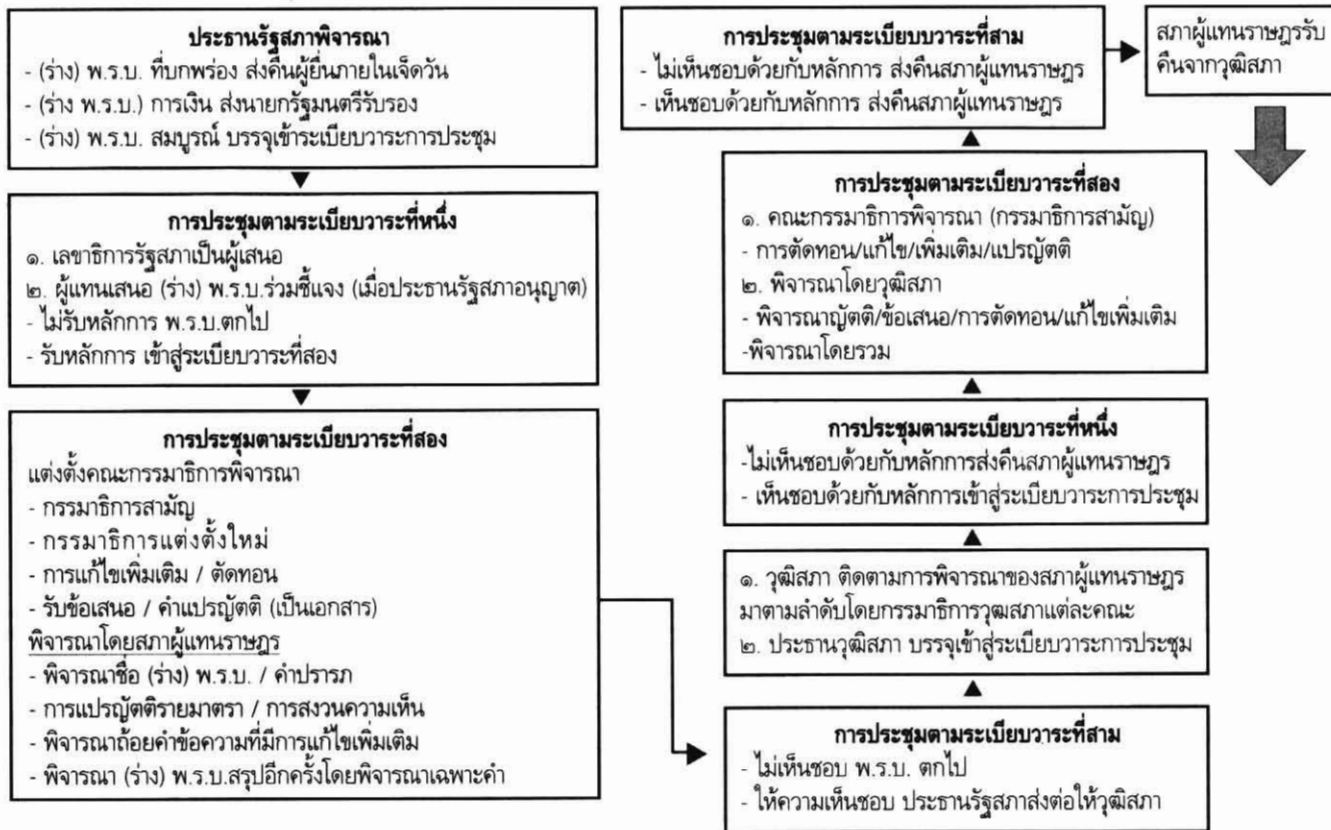 ประธานรัฐสภาพิจารณา
- (ร่าง) พ.ร.บ. ที่บกพร่อง ส่งคืนผู้ยื่นภายในเจ็ดวัน
- (ร่าง พ.ร.บ.) การเงิน ส่งนายกรัฐมนตรีรับรอง
- (ร่าง) พ.ร.บ. สมบูรณ์ บรรจุเข้าระเบียบวาระการประชุม
การประชุมตามระเบียบวาระที่หนึ่ง
๑. เลขาธิการรัฐสภาเป็นผู้เสนอ
๒. ผู้แทนเสนอ (ร่าง) พ.ร.บ.ร่วมชี้แจง (เมื่อประธานรัฐสภาอนุญาต)
- ไม่รับหลักการ พ.ร.บ.ตกไป
- รับหลักการ เข้าสู่ระเบียบวาระที่สอง
การประชุมตามระเบียบวาระที่สอง
แต่งตั้งคณะกรรมาธิการพิจารณา
- กรรมาธิการสามัญ
- กรรมาธิการแต่งตั้งใหม่
- การแก้ไขเพิ่มเติม / ตัดทอน
- รับข้อเสนอ / คำแปรญัตติ (เป็นเอกสาร)
พิจารณาโดยสภาผู้แทนราษฎร
- พิจารณาชื่อ (ร่าง) พ.ร.บ. / คำปรารภ
- การแปรญัตติรายมาตรา / การสงวนความเห็น
- พิจารณาถ้อยคำข้อความที่มีการแก้ไขเพิ่มเติม
- พิจารณา (ร่าง) พ.ร.บ.สรุปอีกครั้งโดยพิจารณาเฉพาะคำ
การประชุมตามระเบียบวาระที่สาม
- ไม่เห็นชอบ พ.ร.บ. ตกไป
- ให้ความเห็นชอบ ประธานรัฐสภาส่งต่อให้วุฒิสภา
๑. วุฒิสภา ติดตามการพิจารณาของสภาผู้แทนราษฎร
มาตามลำดับโดยกรรมาธิการวุฒสภาแต่ละคณะ
๒. ประธานวุฒิสภา บรรจุเข้าสู่ระเบียบวาระการประชุม
การประชุมตามระเบียบวาระที่หนึ่ง
-ไม่เห็นชอบด้วยกับหลักการส่งคืนสภาผู้แทนราษฎร
- เห็นชอบด้วยกับหลักการเข้าสู่ระเบียบวาระการประชุม
การประชุมตามระเบียบวาระที่สอง
๑. คณะกรรมาธิการพิจารณา (กรรมาธิการสามัญ)
- การตัดทอน/แก้ไข/เพิ่มเติม/แปรญัตติ
๒. พิจารณาโดยวุฒิสภา
- พิจารณาญัตติ/ข้อเสนอ/การตัดทอน/แก้ไขเพิ่มเติม
-พิจารณาโดยรวม
การประชุมตามระเบียบบวาระที่สาม
- ไม่เห็นชอบด้วยกับหลักการ ส่งคืนสภาผู้แทนราษฎร
- เห็นชอบด้วยกับหลักการ ส่งคืนสภาผู้แทนราษฎร
สภาผู้แทนราษฎรรับ
คืนจากวุฒิสภา